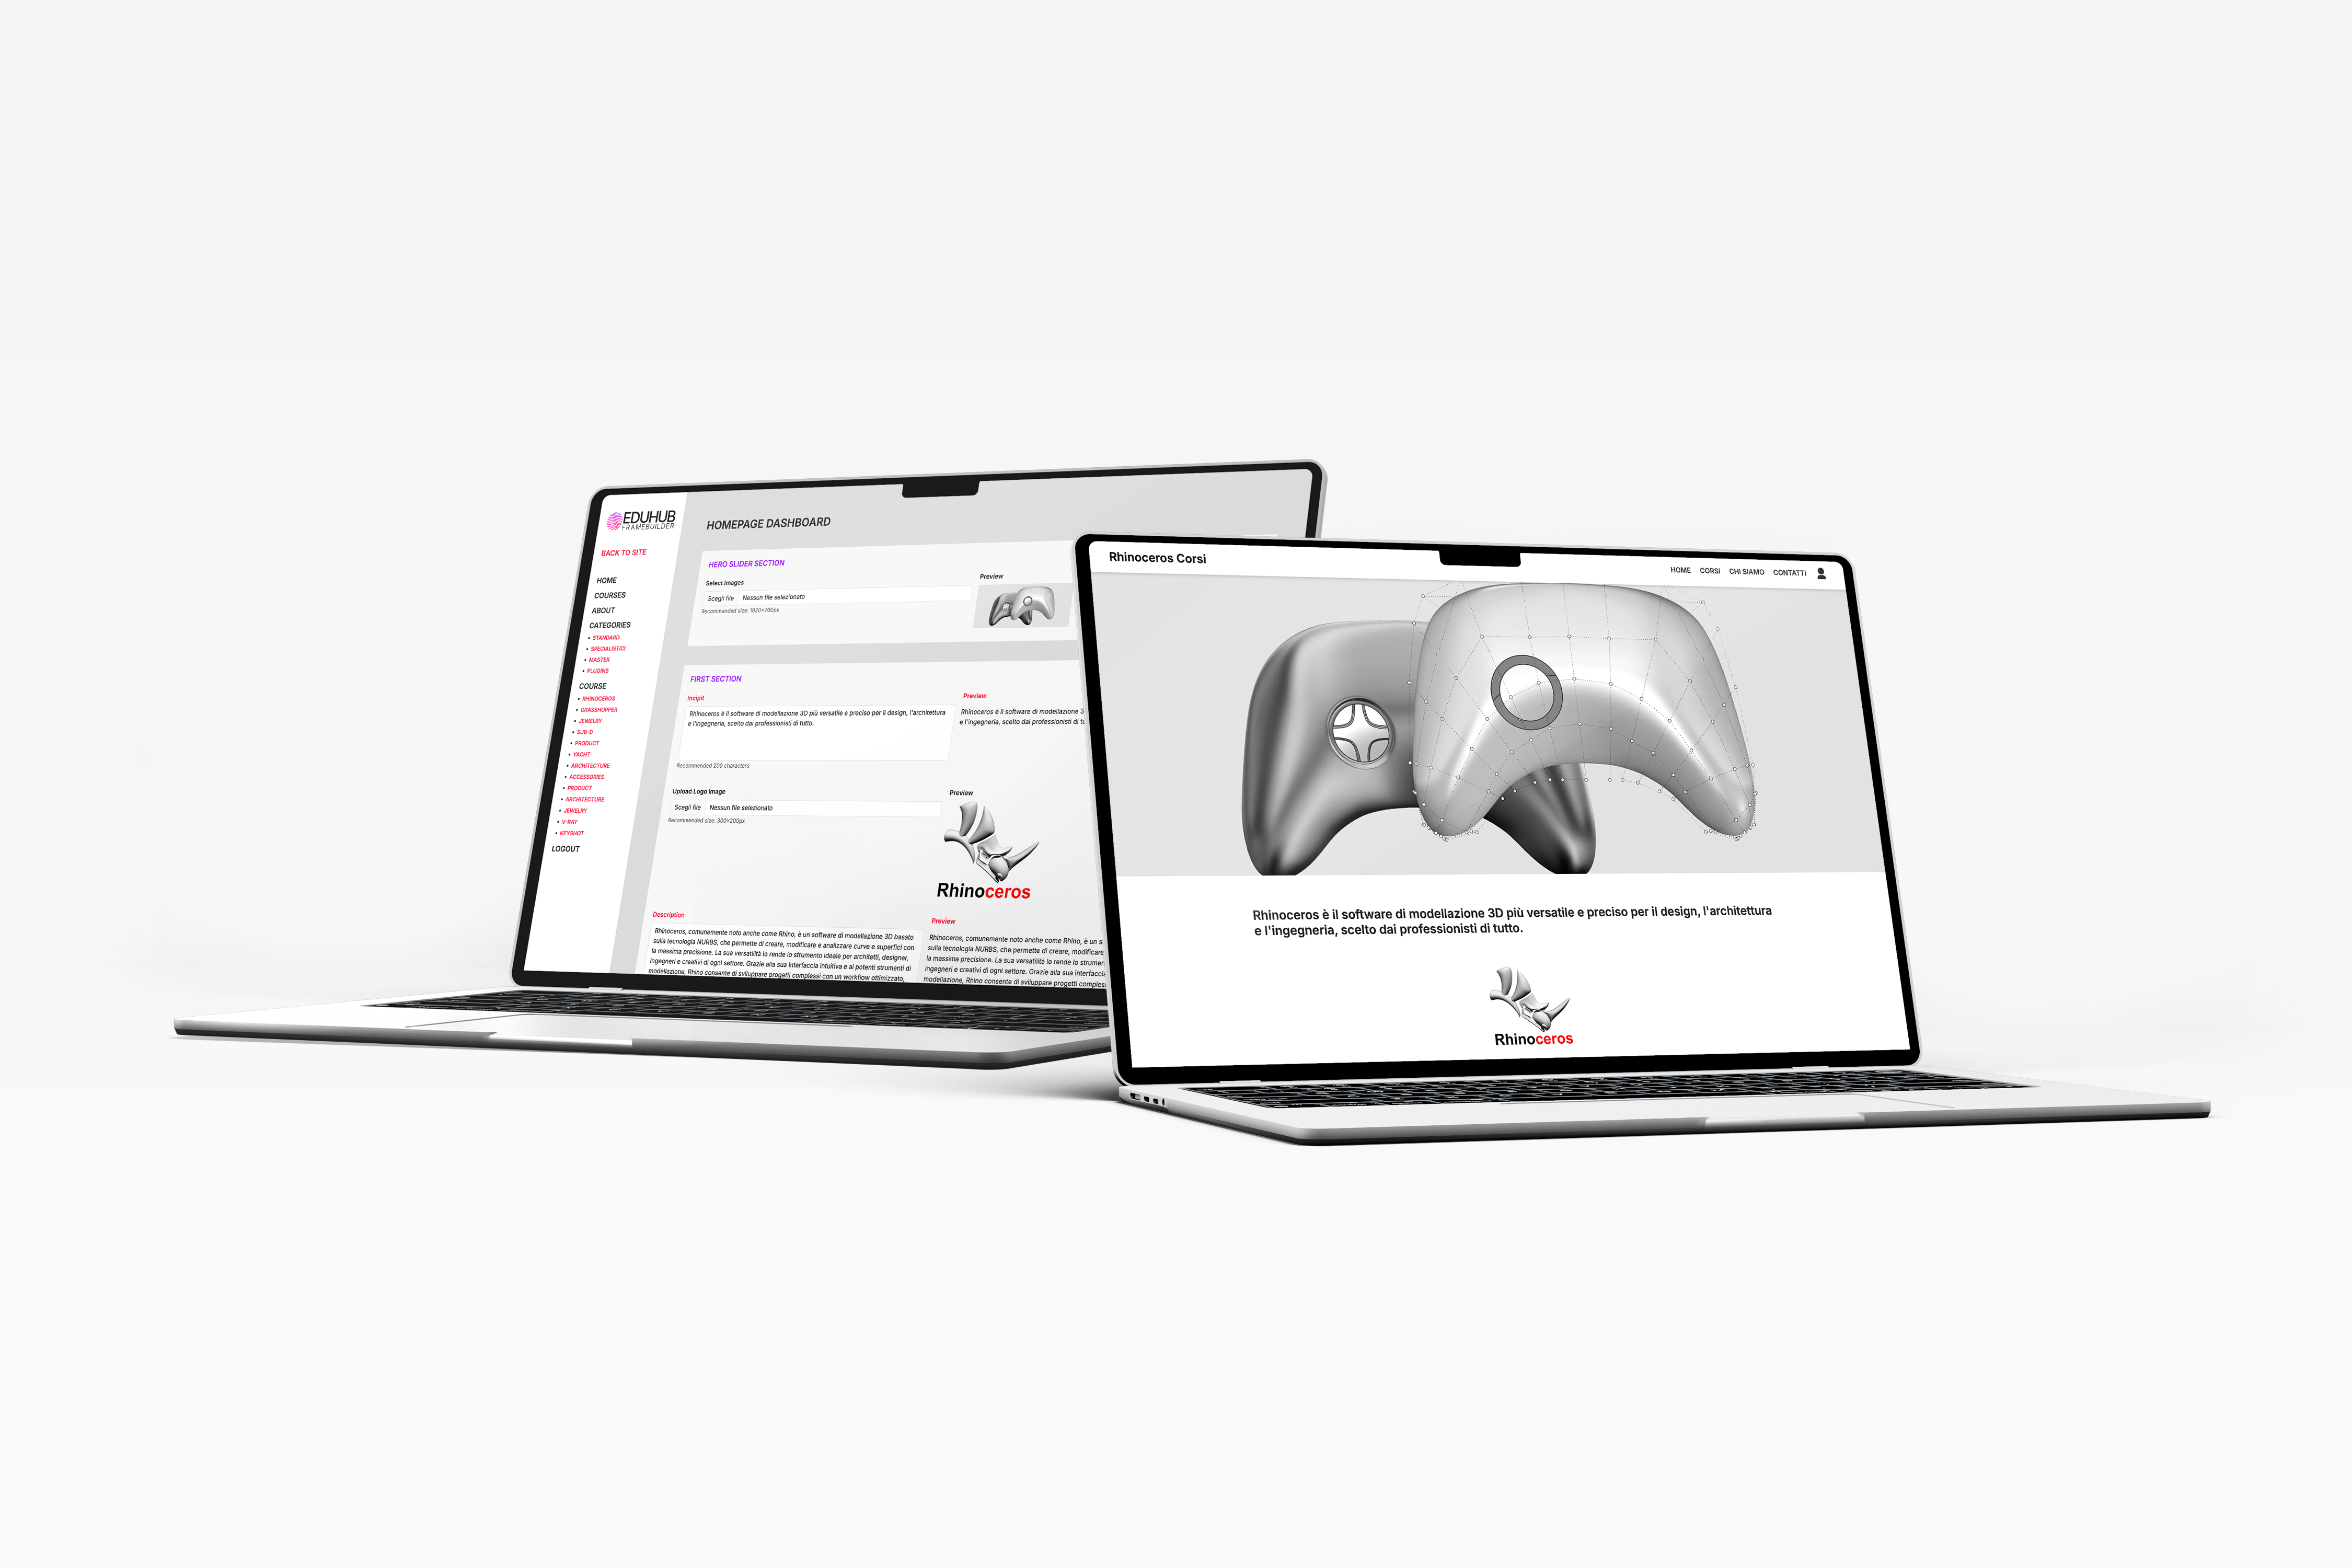 EDUHUB
FRAMEBUILDER
BACK TO SITE
HOME
COURSES
ABOUT
CATEGORIES
• STANDARD
• SPECIALISTICI
• MASTER
• PLUGINS
COURSE
• RHINOCEROS
• GRASSHOPPER
• JEWELRY
• SUB-D
• PRODUCT
• YACHT
• ARCHITECTURE
• ACCESSORIES
• PRODUCT
• ARCHITECTURE
• JEWELRY
• V-RAY
• KEYSHOT
LOGOUT
HOMEPAGE DASHBOARD
HERO SLIDER SECTION
Select Images
Scegli file Nessun file selezionato
Recommended size: 1920x700px
Preview
FIRST SECTION
Incipit
Rhinoceros è il software di modellazione 3D più versatile e preciso per il design, l'architettura
e l'ingegneria, scelto dai professionisti di tutto.
Recommended 200 characters
Preview
Rhinoceros è il software di modellazione 3
e l'ingegneria, scelto dai professionisti di tu
Upload Logo Image
Scegli file Nessun file selezionato
Recommended size: 300x200px
Preview
Rhinoceros
Description
Rhinoceros, comunemente noto anche come Rhino, è un software di modellazione 3D basato
sulla tecnologia NURBS, che permette di creare, modificare e analizzare curve e superfici con
la massima precisione. La sua versatilità lo rende lo strumento ideale per architetti, designer,
ingegneri e creativi di ogni settore. Grazie alla sua interfaccia intuitiva e ai potenti strumenti di
modellazione, Rhino consente di sviluppare progetti complessi con un workflow ottimizzato,
Preview
Rhinoceros, comunemente noto anche come Rhino, è un s
sulla tecnologia NURBS, che permette di creare, modificare
la massima precisione. La sua versatilità lo rende lo strumen
ingegneri e creativi di ogni settore. Grazie alla sua interfaccia
modellazione, Rhino consente di sviluppare progetti comples
Rhinoceros Corsi
HOME CORSI CHI SIAMO CONTATTI
Rhinoceros è il software di modellazione 3D più versatile e preciso per il design, l'architettura
e l'ingegneria, scelto dai professionisti di tutto.
Rhinoceros